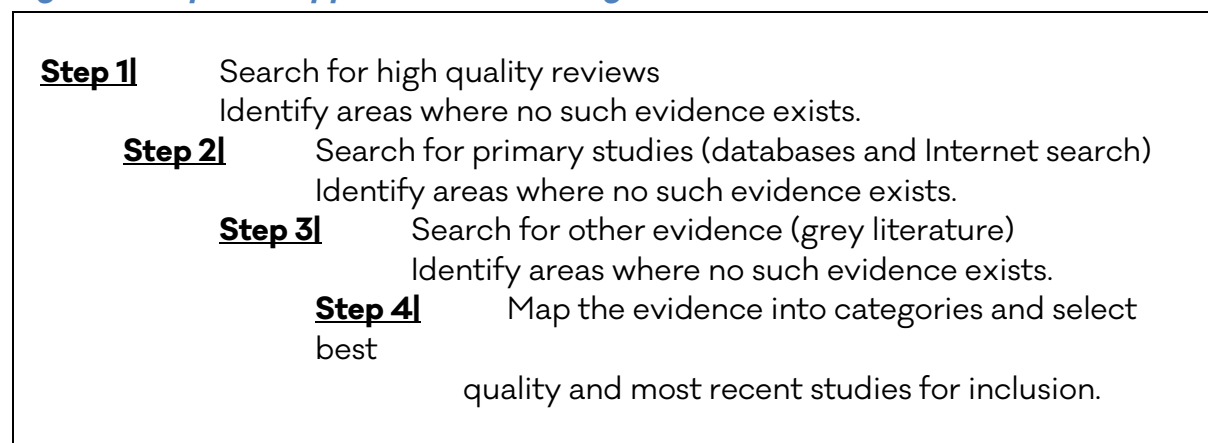 Step 1| Search for high quality reviews
Identify areas where no such evidence exists.
Step 2| Search for primary studies (databases and Internet search)
Identify areas where no such evidence exists.
Step 3| Search for other evidence (grey literature)
Identify areas where no such evidence exists.
Step 4| Map the evidence into categories and select
best
quality and most recent studies for inclusion.